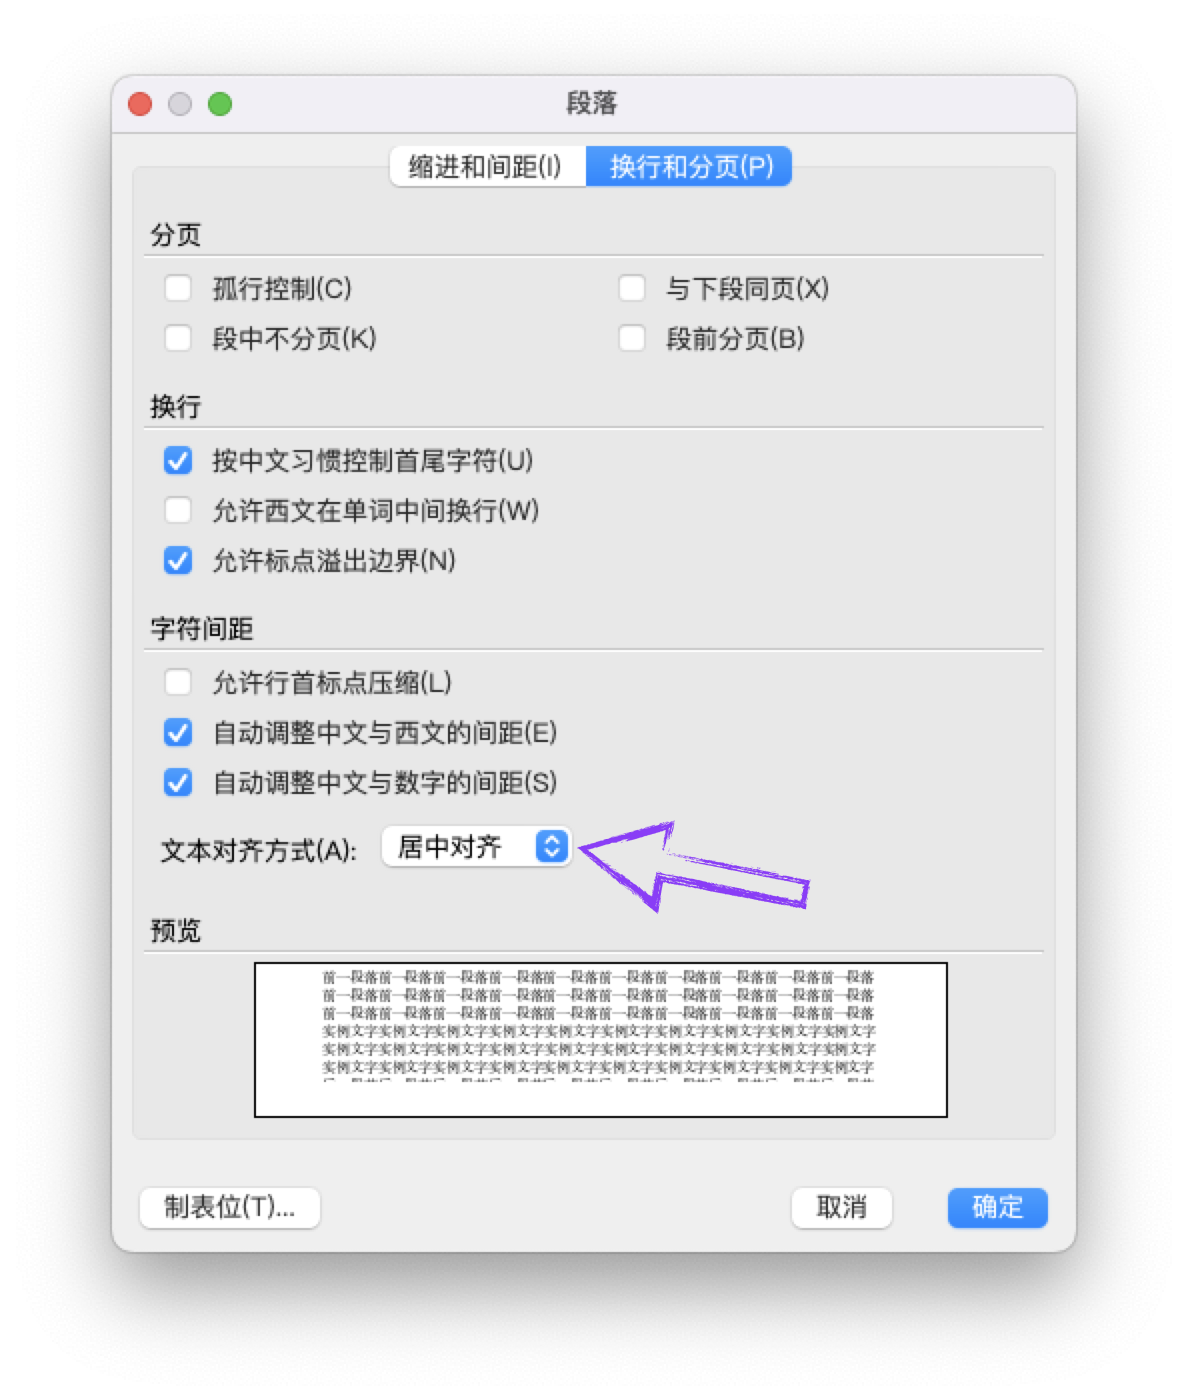 段落
缩进和间距(I) 换行和分页(P)
分页
孤行控制(C) 与下段同页(X)
段中不分页(K) 段前分页(B)
换行
按中文习惯控制首尾字符(U)
允许西文在单词中间换行(W)
允许标点溢出边界(N)
字符间距
允许行首标点压缩(L)
自动调整中文与西文的间距(E)
自动调整中文与数字的间距(S)
文本对齐方式(A): 居中对齐
预览
前一段落前一段落前一段落前一段落前一段落前一段落前一段落前一段落前一段落前一段落
前一段落前一段落前一段落前一段落前一段落前一段落前一段落前一段落前一段落前一段落
前一段落前一段落前一段落前一段落前一段落前一段落前一段落前一段落前一段落前一段落
实例文字实例文字实例文字实例文字实例文字实例文字实例文字实例文字实例文字实例文字
实例文字实例文字实例文字实例文字实例文字实例文字实例文字实例文字实例文字实例文字
实例文字实例文字实例文字实例文字实例文字实例文字实例文字实例文字实例文字实例文字
制表位(T)... 取消 确定